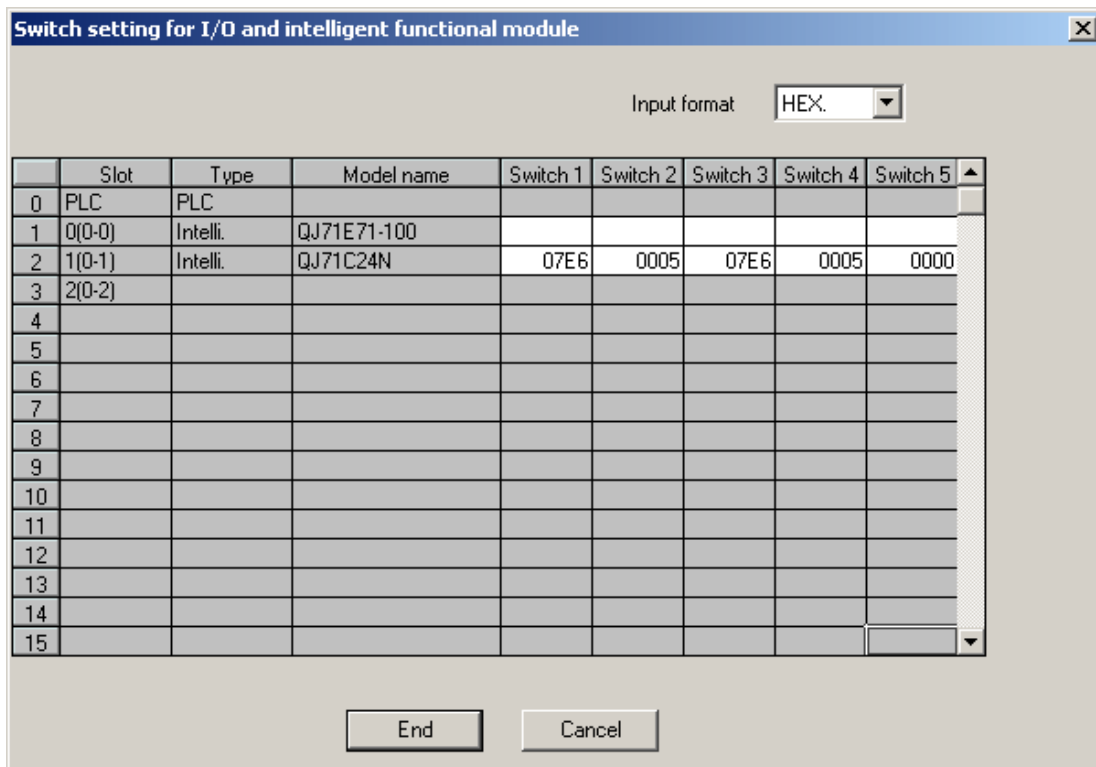 Switch setting for I/O and intelligent functional module
Input format HEX.
Slot Type Model name Switch 1 Switch 2 Switch 3 Switch 4 Switch 5
0 PLC PLC
1 0(0-0) Intelli. QJ71E71-100
2 1(0-1) Intelli. QJ71C24N 07E6 0005 07E6 0005 0000
3 2(0-2)
4
5
6
7
8
9
10
11
12
13
14
15
End Cancel